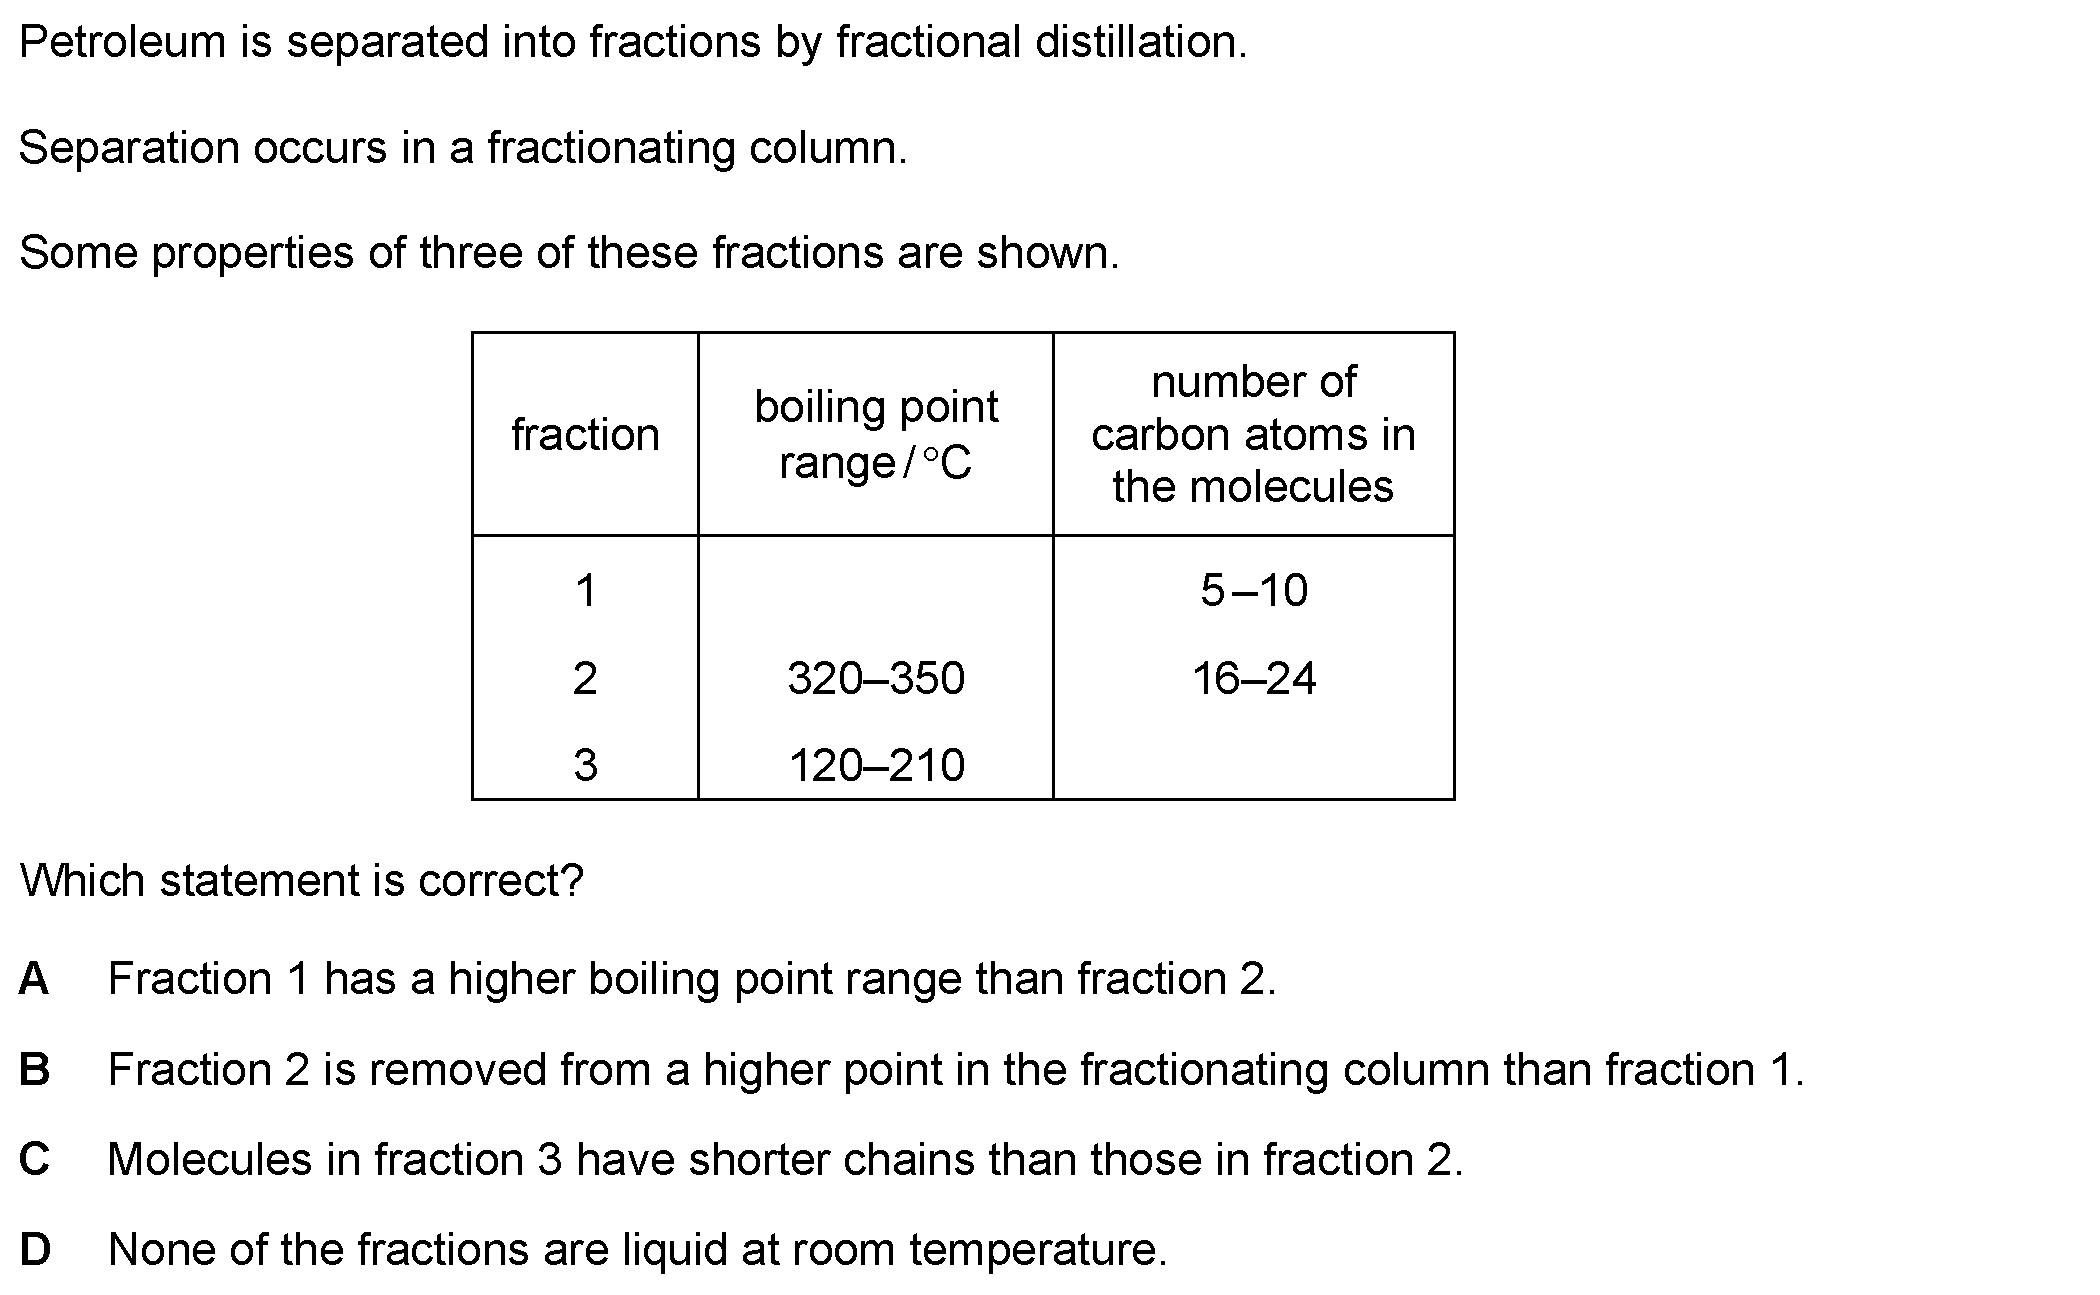 Petroleum is separated into fractions by fractional distillation.
Separation occurs in a fractionating column.
Some properties of three of these fractions are shown.
fraction
boiling point
range / °C
number of
carbon atoms in
the molecules
1 5–10
2 320–350 16–24
3 120–210
Which statement is correct?
A Fraction 1 has a higher boiling point range than fraction 2.
B Fraction 2 is removed from a higher point in the fractionating column than fraction 1.
C Molecules in fraction 3 have shorter chains than those in fraction 2.
D None of the fractions are liquid at room temperature.